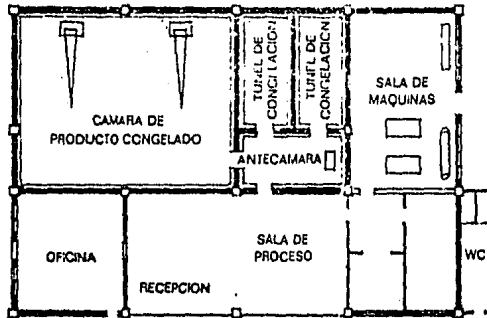 TUNEL DE
CONGELACION
TUNEL DE
CONGELACION
SALA DE
MAQUINAS
CAMARA DE
PRODUCTO CONGELADO
ANTECAMARA
OFICINA
SALA DE
PROCESO
WC
RECEPCION